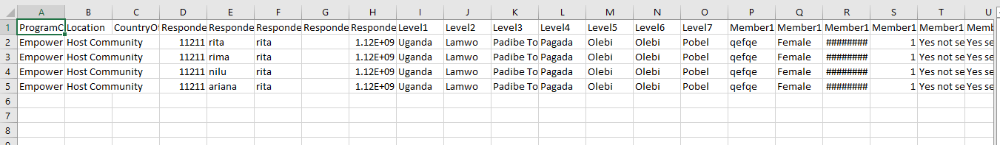 A B C D E F G H I J K L M N O P Q R S T U
1 ProgramC Location CountryO Responde Responde Responde Responde Responde Level1 Level2 Level3 Level4 Level5 Level6 Level7 Member1 Member1 Member1 Member1 Member1 Memb
2 Empower Host Community 11211 rita rita 1.12E+09 Uganda Lamwo Padibe To Pagada Olebi Olebi Pobel qefqe Female ######## 1 Yes not se Yes se
3 Empower Host Community 11211 rima rita 1.12E+09 Uganda Lamwo Padibe To Pagada Olebi Olebi Pobel qefqe Female ######## 1 Yes not se Yes se
4 Empower Host Community 11211 nilu rita 1.12E+09 Uganda Lamwo Padibe To Pagada Olebi Olebi Pobel qefqe Female ######## 1 Yes not se Yes se
5 Empower Host Community 11211 ariana rita 1.12E+09 Uganda Lamwo Padibe To Pagada Olebi Olebi Pobel qefqe Female ######## 1 Yes not se Yes se
6
7
8